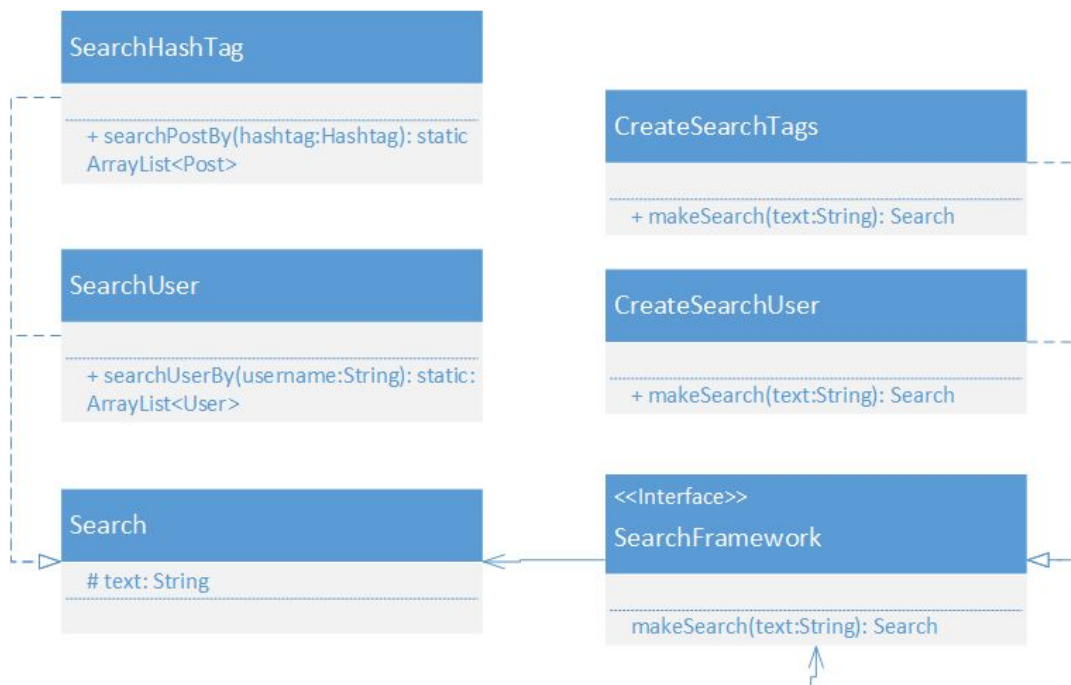 SearchHashTag
+ searchPostBy(hashtag:Hashtag): static
ArrayList<Post>
SearchUser
+ searchUserBy(username:String): static:
ArrayList<User>
Search
# text: String
CreateSearchTags
+ makeSearch(text:String): Search
CreateSearchUser
+ makeSearch(text:String): Search
<<Interface>>
SearchFramework
makeSearch(text:String): Search